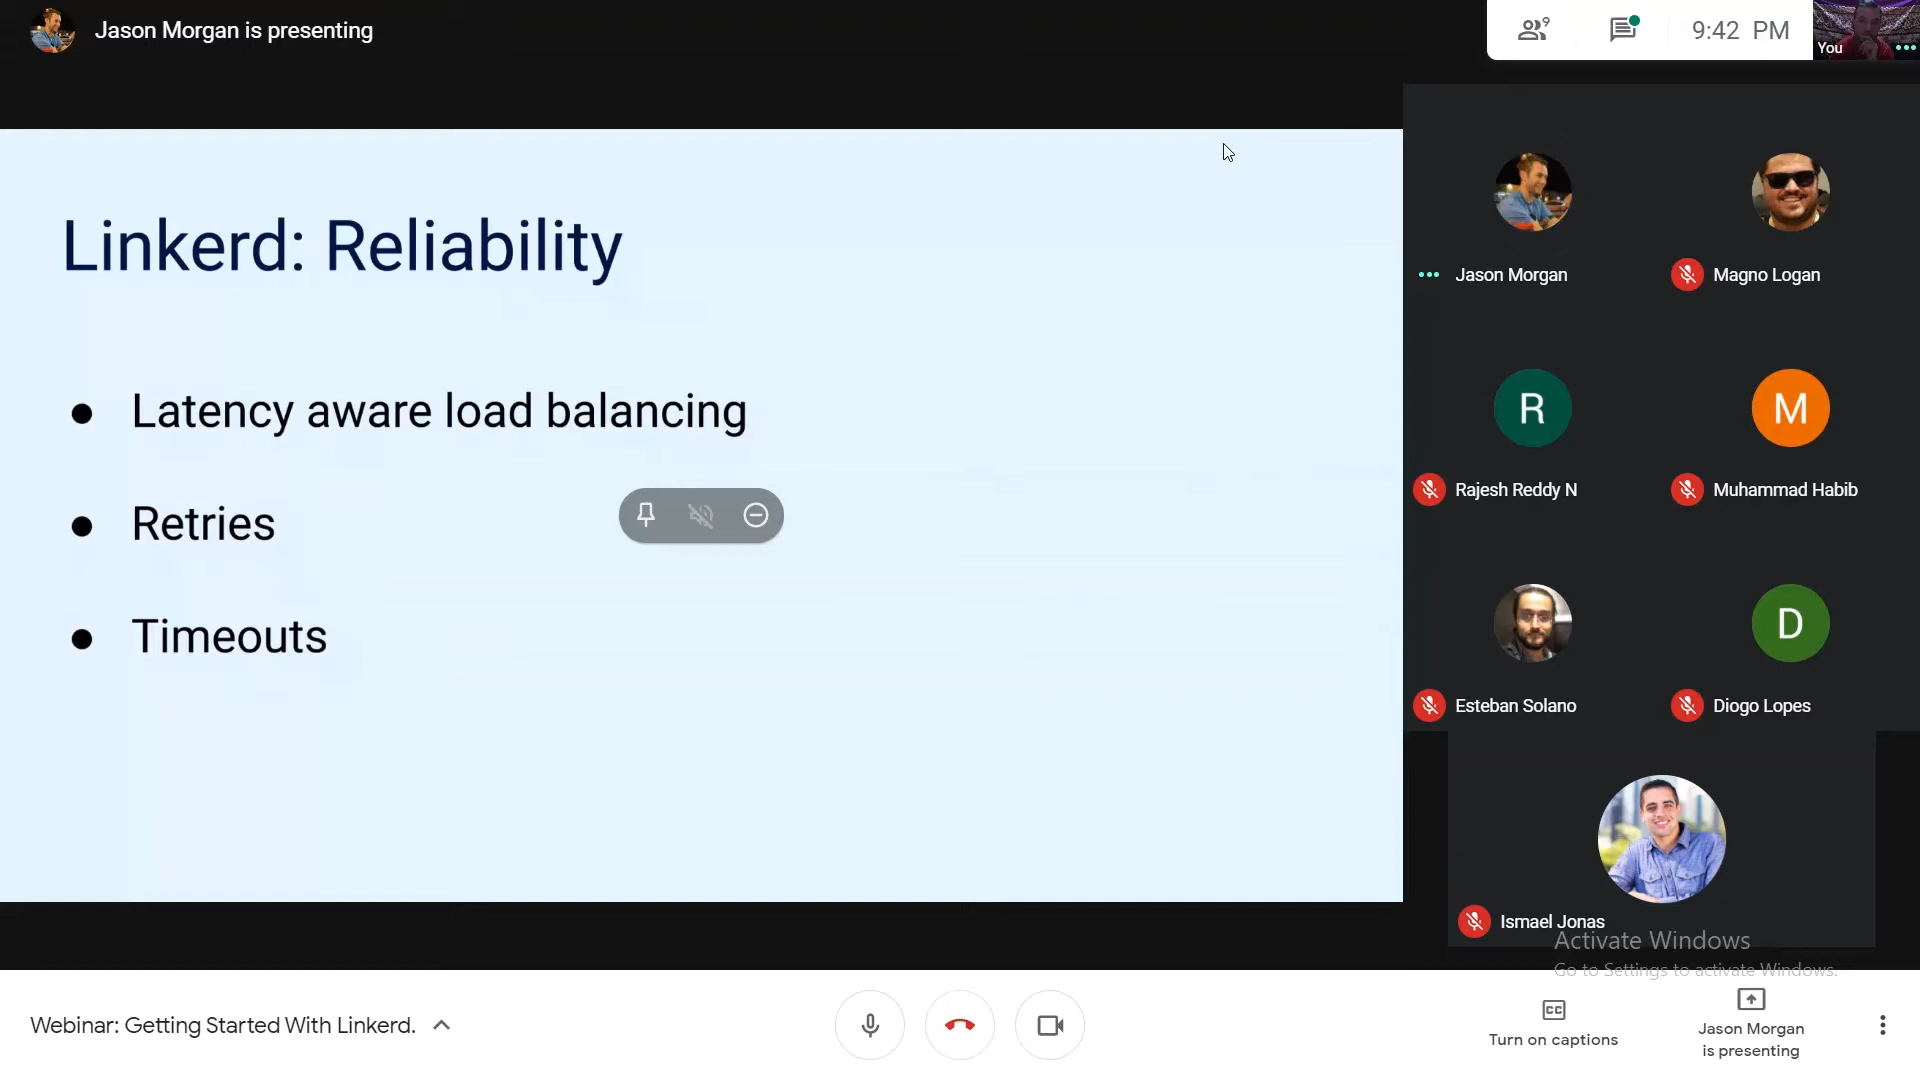 Jason Morgan is presenting
9
9:42 PM
You
Linkerd: Reliability
● Latency aware load balancing
● Retries
● Timeouts
Jason Morgan
Magno Logan
R
M
Rajesh Reddy N
Muhammad Habib
D
Esteban Solano
Diogo Lopes
Ismael Jonas
Activate Windows
Go to Settings to activate Windows.
Webinar: Getting Started With Linkerd.
CC
Turn on captions
Jason Morgan
is presenting